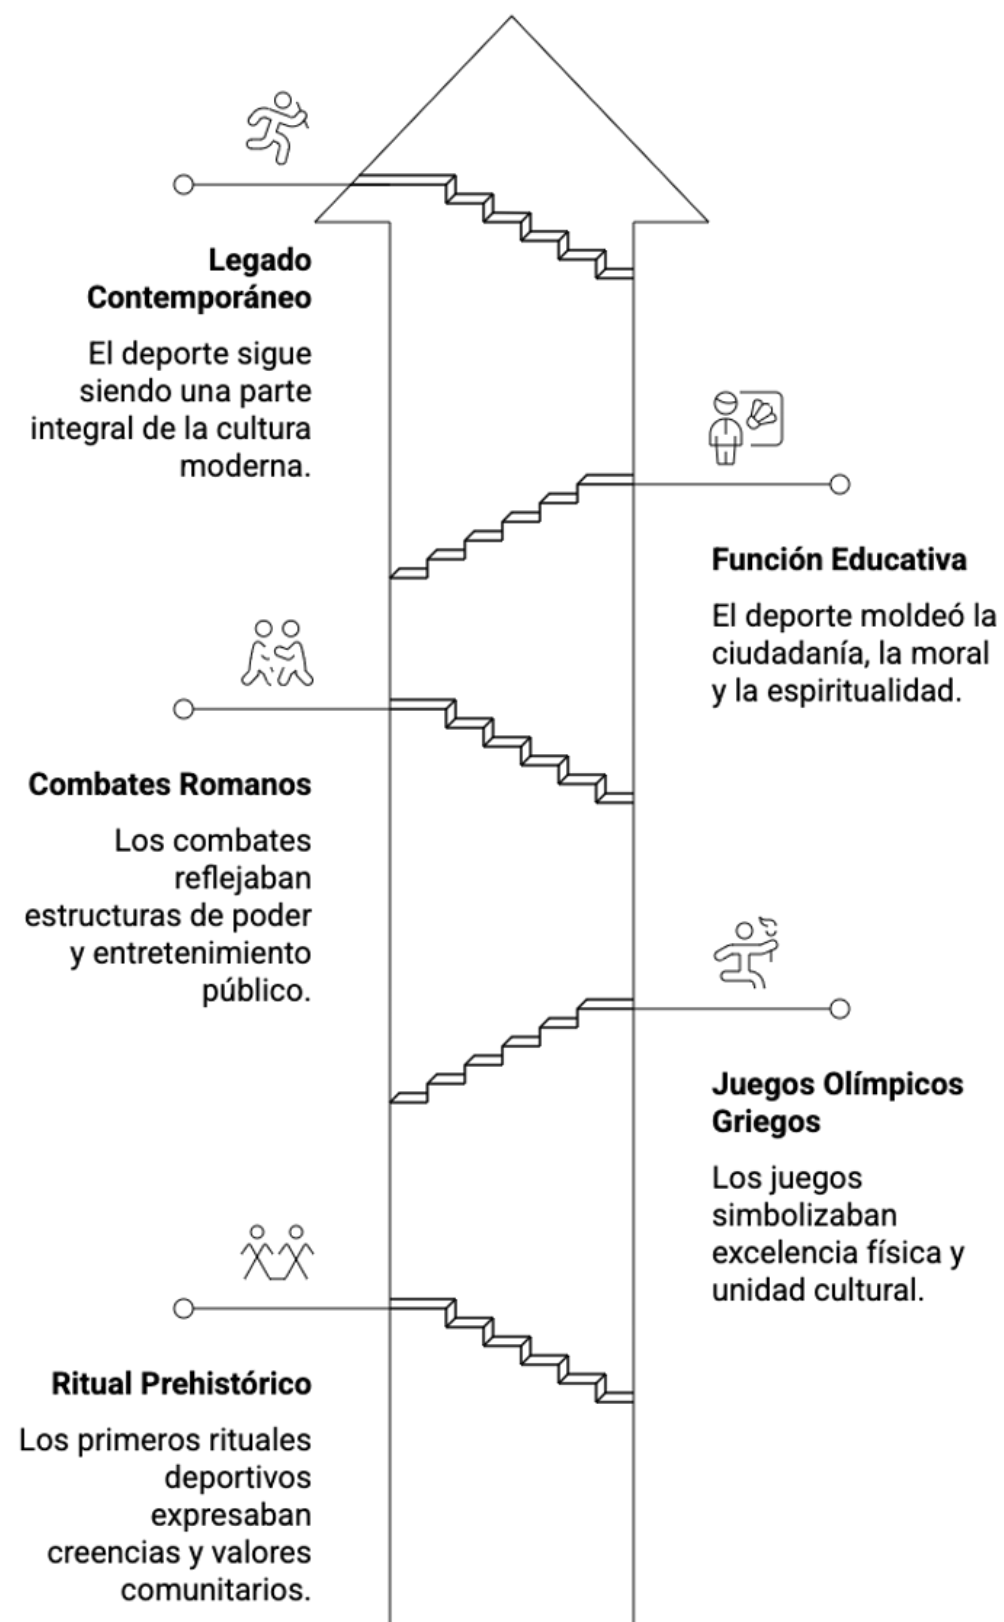 Legado
Contemporáneo
El deporte sigue
siendo una parte
integral de la cultura
moderna.
Función Educativa
El deporte moldeó la
ciudadanía, la moral
y la espiritualidad.
Combates Romanos
Los combates
reflejaban
estructuras de poder
y entretenimiento
público.
Juegos Olímpicos
Griegos
Los juegos
simbolizaban
excelencia física y
unidad cultural.
Ritual Prehistórico
Los primeros rituales
deportivos
expresaban
creencias y valores
comunitarios.